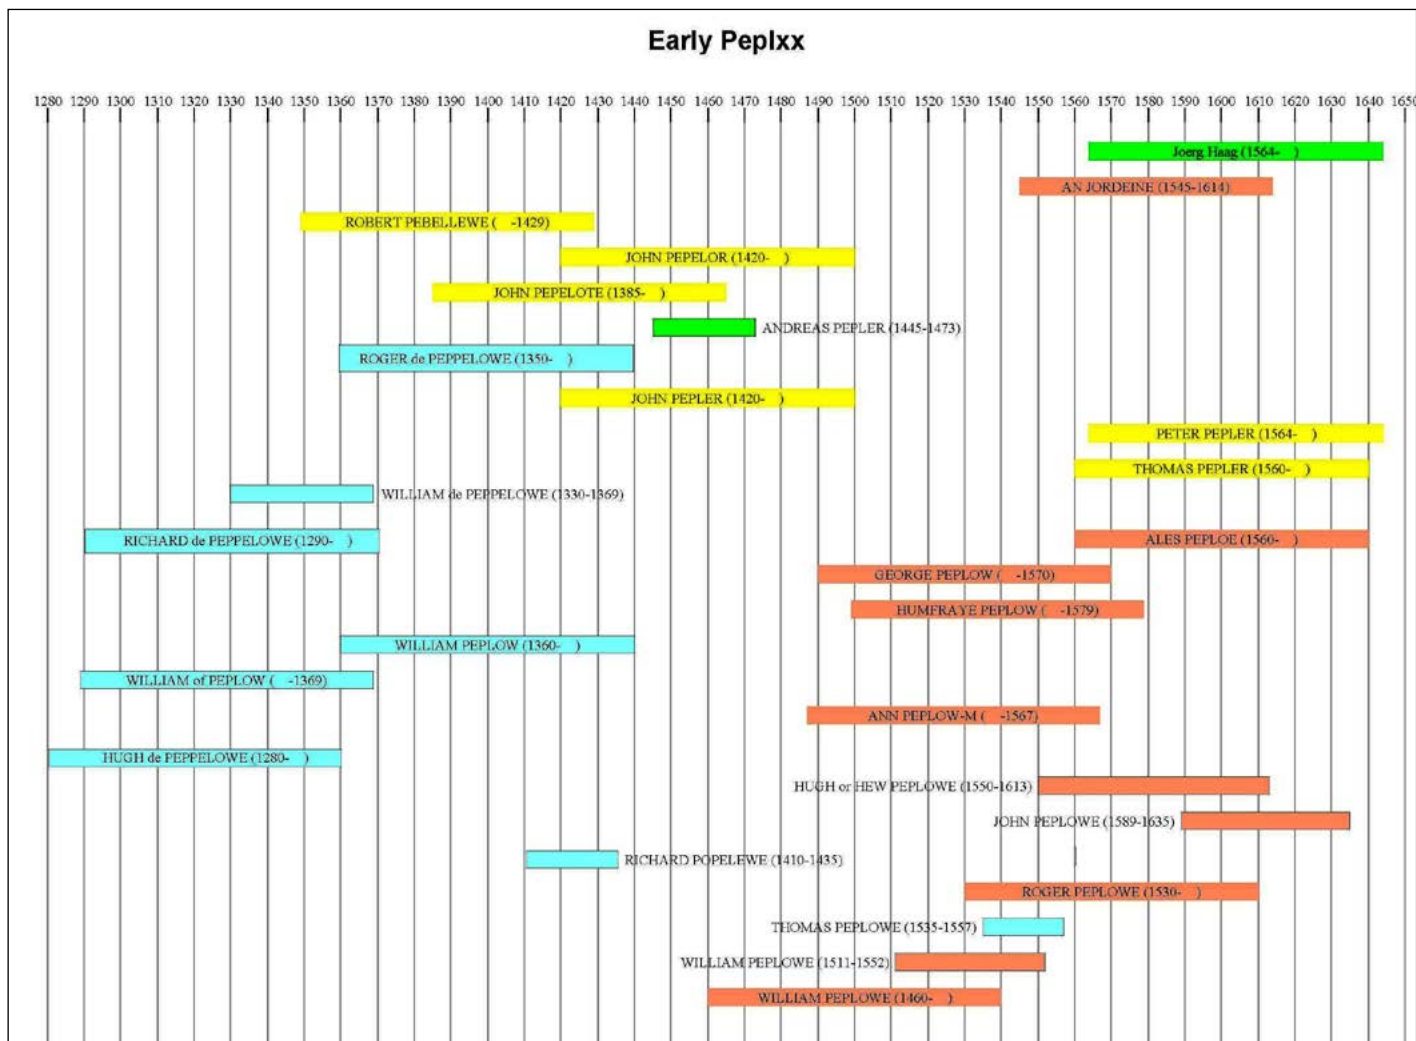 Early Peplxx
1280 1290 1300 1310 1320 1330 1340 1350 1360 1370 1380 1390 1400 1410 1420 1430 1440 1450 1460 1470 1480 1490 1500 1510 1520 1530 1540 1550 1560 1570 1580 1590 1600 1610 1620 1630 1640 1650
Joerg Haag (1564- )
AN JORDEINE (1545-1614)
ROBERT PEBELLEWE ( -1429)
JOHN PEPELOR (1420- )
JOHN PEPELOTE (1385- )
ANDREAS PEPLER (1445-1473)
ROGER de PEPPELOWE (1350- )
JOHN PEPLER (1420- )
PETER PEPLER (1564- )
THOMAS PEPLER (1560- )
WILLIAM de PEPPELOWE (1330-1369)
RICHARD de PEPPELOWE (1290- )
ALES PEPLOE (1560- )
GEORGE PEPLOW ( -1570)
HUMFRAYE PEPLOW ( -1579)
WILLIAM PEPLOW (1360- )
WILLIAM of PEPLOW ( -1369)
ANN PEPLOW-M ( -1567)
HUGH de PEPPELOWE (1280- )
HUGH or HEW PEPLOWE (1550-1613)
JOHN PEPLOWE (1589-1635)
RICHARD POPELEWE (1410-1435)
ROGER PEPLOWE (1530- )
THOMAS PEPLOWE (1535-1557)
WILLIAM PEPLOWE (1511-1552)
WILLIAM PEPLOWE (1460- )